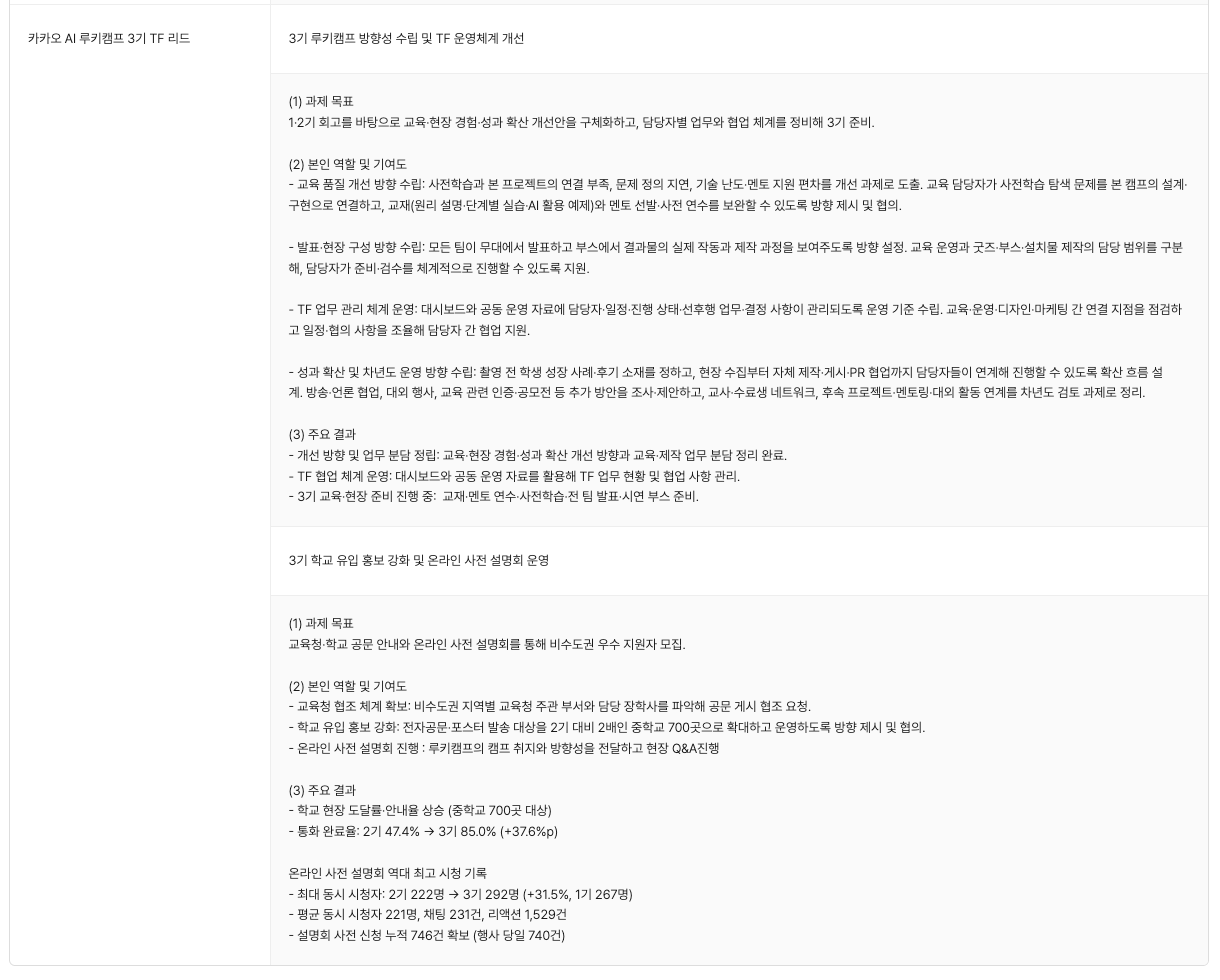 카카오 AI 루키캠프 3기 TF 리드
3기 루키캠프 방향성 수립 및 TF 운영체계 개선
(1) 과제 목표
1·2기 회고를 바탕으로 교육·현장 경험·성과 확산 개선안을 구체화하고, 담당자별 업무와 협업 체계를 정비해 3기 준비.
(2) 본인 역할 및 기여도
- 교육 품질 개선 방향 수립: 사전학습과 본 프로젝트의 연결 부족, 문제 정의 지연, 기술 난도·멘토 지원 편차를 개선 과제로 도출. 교육 담당자가 사전학습 탐색 문제를 본 캠프의 설계·
구현으로 연결하고, 교재(원리 설명·단계별 실습·AI 활용 예제)와 멘토 선발·사전 연수를 보완할 수 있도록 방향 제시 및 협의.
- 발표·현장 구성 방향 수립: 모든 팀이 무대에서 발표하고 부스에서 결과물의 실제 작동과 제작 과정을 보여주도록 방향 설정. 교육 운영과 굿즈·부스·설치물 제작의 담당 범위를 구분
해, 담당자가 준비·검수를 체계적으로 진행할 수 있도록 지원.
- TF 업무 관리 체계 운영: 대시보드와 공동 운영 자료에 담당자·일정·진행 상태·선후행 업무·결정 사항이 관리되도록 운영 기준 수립. 교육·운영·디자인·마케팅 간 연결 지점을 점검하
고 일정·협의 사항을 조율해 담당자 간 협업 지원.
- 성과 확산 및 차년도 운영 방향 수립: 촬영 전 학생 성장 사례·후기 소재를 정하고, 현장 수집부터 자체 제작·게시·PR 협업까지 담당자들이 연계해 진행할 수 있도록 확산 흐름 설
계. 방송·언론 협업, 대외 행사, 교육 관련 인증·공모전 등 추가 방안을 조사·제안하고, 교사·수료생 네트워크, 후속 프로젝트·멘토링·대외 활동 연계를 차년도 검토 과제로 정리.
(3) 주요 결과
- 개선 방향 및 업무 분담 정립: 교육·현장 경험·성과 확산 개선 방향과 교육·제작 업무 분담 정리 완료.
- TF 협업 체계 운영: 대시보드와 공동 운영 자료를 활용해 TF 업무 현황 및 협업 사항 관리.
- 3기 교육·현장 준비 진행 중:  교재·멘토 연수·사전학습·전 팀 발표·시연 부스 준비.
3기 학교 유입 홍보 강화 및 온라인 사전 설명회 운영
(1) 과제 목표
교육청·학교 공문 안내와 온라인 사전 설명회를 통해 비수도권 우수 지원자 모집.
(2) 본인 역할 및 기여도
- 교육청 협조 체계 확보: 비수도권 지역별 교육청 주관 부서와 담당 장학사를 파악해 공문 게시 협조 요청.
- 학교 유입 홍보 강화: 전자공문·포스터 발송 대상을 2기 대비 2배인 중학교 700곳으로 확대하고 운영하도록 방향 제시 및 협의.
- 온라인 사전 설명회 진행 : 루키캠프의 캠프 취지와 방향성을 전달하고 현장 Q&A진행
(3) 주요 결과
- 학교 현장 도달률·안내율 상승 (중학교 700곳 대상)
- 통화 완료율: 2기 47.4% → 3기 85.0% (+37.6%p)
온라인 사전 설명회 역대 최고 시청 기록
- 최대 동시 시청자: 2기 222명 → 3기 292명 (+31.5%, 1기 267명)
- 평균 동시 시청자 221명, 채팅 231건, 리액션 1,529건
- 설명회 사전 신청 누적 746건 확보 (행사 당일 740건)